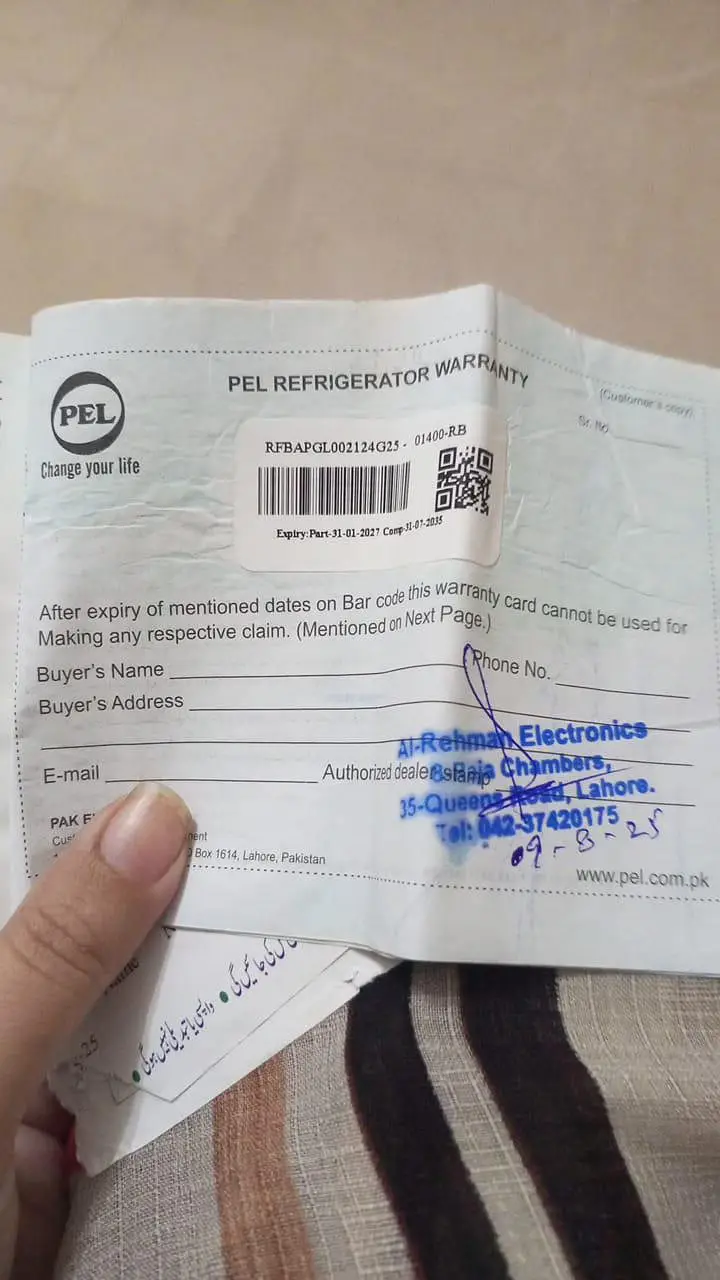 PEL
Change your life
PEL REFRIGERATOR WARRANTY
(Customer's copy)
Sr. No
RFBAPGL002124G25 - 01400-RB
Expiry:Part-31-01-2027 Comp-31-07-2035
After expiry of mentioned dates on Bar code this warranty card cannot be used for
Making any respective claim. (Mentioned on Next Page.)
Buyer's Name
Phone No.
Buyer's Address
E-mail
Authorized dealer stamp
Al-Rehman Electronics
Chambers,
35-Queens Road, Lahore.
Tel: 042-37420175
09-8-25
PAK
Box 1614, Lahore, Pakistan
www.pel.com.pk